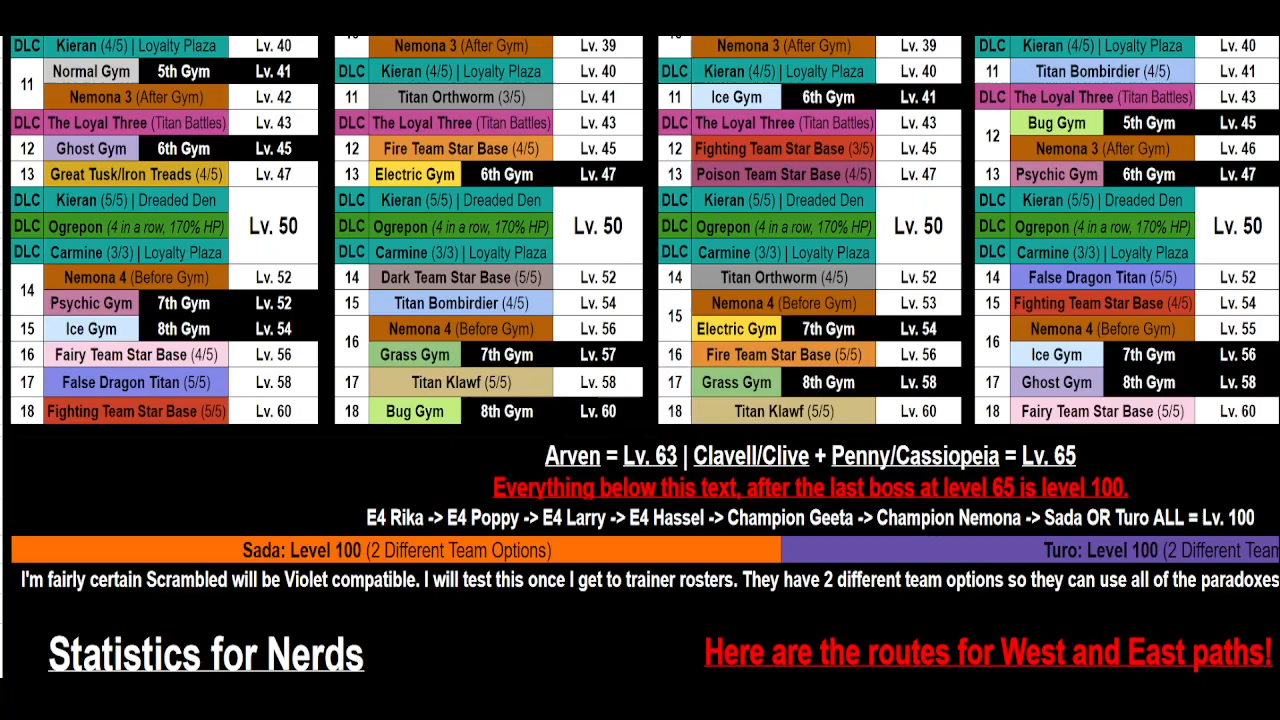 DLC Kieran (4/5) | Loyalty Plaza Lv. 40
11 Normal Gym 5th Gym Lv. 41
Nemona 3 (After Gym) Lv. 42
DLC The Loyal Three (Titan Battles) Lv. 43
12 Ghost Gym 6th Gym Lv. 45
13 Great Tusk/Iron Treads (4/5) Lv. 47
DLC Kieran (5/5) | Dreaded Den
DLC Ogrepon (4 in a row, 170% HP) Lv. 50
DLC Carmine (3/3) | Loyalty Plaza
14 Nemona 4 (Before Gym) Lv. 52
Psychic Gym 7th Gym Lv. 52
15 Ice Gym 8th Gym Lv. 54
16 Fairy Team Star Base (4/5) Lv. 56
17 False Dragon Titan (5/5) Lv. 58
18 Fighting Team Star Base (5/5) Lv. 60
Nemona 3 (After Gym) Lv. 39
DLC Kieran (4/5) | Loyalty Plaza Lv. 40
11 Titan Orthworm (3/5) Lv. 41
DLC The Loyal Three (Titan Battles) Lv. 43
12 Fire Team Star Base (4/5) Lv. 45
13 Electric Gym 6th Gym Lv. 47
DLC Kieran (5/5) | Dreaded Den
DLC Ogrepon (4 in a row, 170% HP) Lv. 50
DLC Carmine (3/3) | Loyalty Plaza
14 Dark Team Star Base (5/5) Lv. 52
15 Titan Bombirdier (4/5) Lv. 54
16 Nemona 4 (Before Gym) Lv. 56
Grass Gym 7th Gym Lv. 57
17 Titan Klawf (5/5) Lv. 58
18 Bug Gym 8th Gym Lv. 60
Nemona 3 (After Gym) Lv. 39
DLC Kieran (4/5) | Loyalty Plaza Lv. 40
11 Ice Gym 6th Gym Lv. 41
DLC The Loyal Three (Titan Battles) Lv. 43
12 Fighting Team Star Base (3/5) Lv. 45
13 Poison Team Star Base (4/5) Lv. 47
DLC Kieran (5/5) | Dreaded Den
DLC Ogrepon (4 in a row, 170% HP) Lv. 50
DLC Carmine (3/3) | Loyalty Plaza
14 Titan Orthworm (4/5) Lv. 52
15 Nemona 4 (Before Gym) Lv. 53
Electric Gym 7th Gym Lv. 54
16 Fire Team Star Base (5/5) Lv. 56
17 Grass Gym 8th Gym Lv. 58
18 Titan Klawf (5/5) Lv. 60
DLC Kieran (4/5) | Loyalty Plaza Lv. 40
11 Titan Bombirdier (4/5) Lv. 41
DLC The Loyal Three (Titan Battles) Lv. 43
12 Bug Gym 5th Gym Lv. 45
Nemona 3 (After Gym) Lv. 46
13 Psychic Gym 6th Gym Lv. 47
DLC Kieran (5/5) | Dreaded Den
DLC Ogrepon (4 in a row, 170% HP) Lv. 50
DLC Carmine (3/3) | Loyalty Plaza
14 False Dragon Titan (5/5) Lv. 52
15 Fighting Team Star Base (4/5) Lv. 54
16 Nemona 4 (Before Gym) Lv. 55
Ice Gym 7th Gym Lv. 56
17 Ghost Gym 8th Gym Lv. 58
18 Fairy Team Star Base (5/5) Lv. 60
Arven = Lv. 63 | Clavell/Clive + Penny/Cassiopeia = Lv. 65
Everything below this text, after the last boss at level 65 is level 100.
E4 Rika -> E4 Poppy -> E4 Larry -> E4 Hassel -> Champion Geeta -> Champion Nemona -> Sada OR Turo ALL = Lv. 100
Sada: Level 100 (2 Different Team Options)
Turo: Level 100 (2 Different Team
I'm fairly certain Scrambled will be Violet compatible. I will test this once I get to trainer rosters. They have 2 different team options so they can use all of the paradoxes
Statistics for Nerds
Here are the routes for West and East paths!